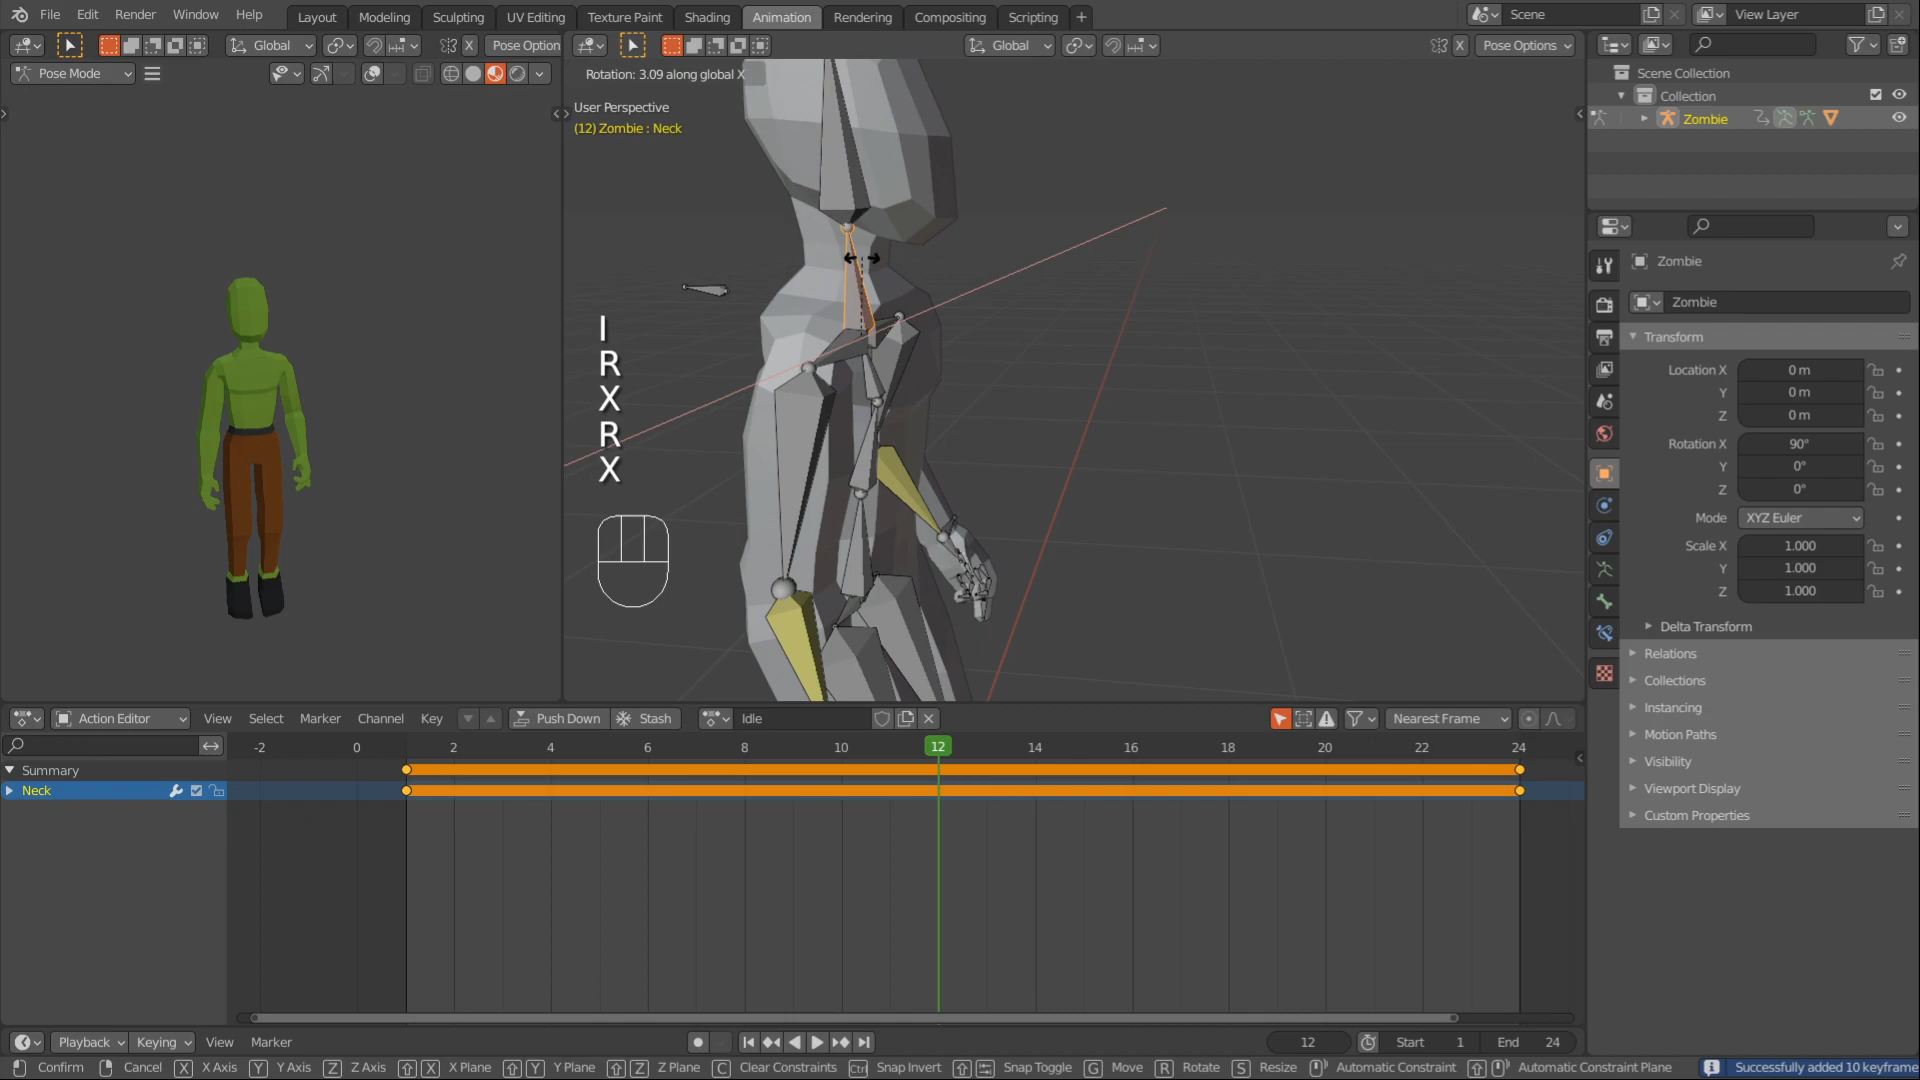 File Edit Render Window Help Layout Modeling Sculpting UV Editing Texture Paint Shading Animation Rendering Compositing Scripting + Scene View Layer
Global X Pose Option Global X Pose Options
Pose Mode
Rotation: 3.09 along global X
User Perspective
(12) Zombie : Neck
I
R
X
R
X
Scene Collection
Collection
Zombie
Zombie
Zombie
Transform
Location X 0 m
Y 0 m
Z 0 m
Rotation X 90°
Y 0°
Z 0°
Mode XYZ Euler
Scale X 1.000
Y 1.000
Z 1.000
Delta Transform
Relations
Collections
Instancing
Motion Paths
Visibility
Viewport Display
Custom Properties
Action Editor View Select Marker Channel Key Push Down Stash Idle Nearest Frame
-2 0 2 4 6 8 10 12 14 16 18 20 22 24
Summary
Neck
Playback Keying View Marker 12 Start 1 End 24
Confirm Cancel X X Axis Y Y Axis Z Z Axis X X Plane Y Y Plane Z Z Plane C Clear Constraints Ctrl Snap Invert Snap Toggle G Move R Rotate S Resize Automatic Constraint Automatic Constraint Plane Successfully added 10 keyframe